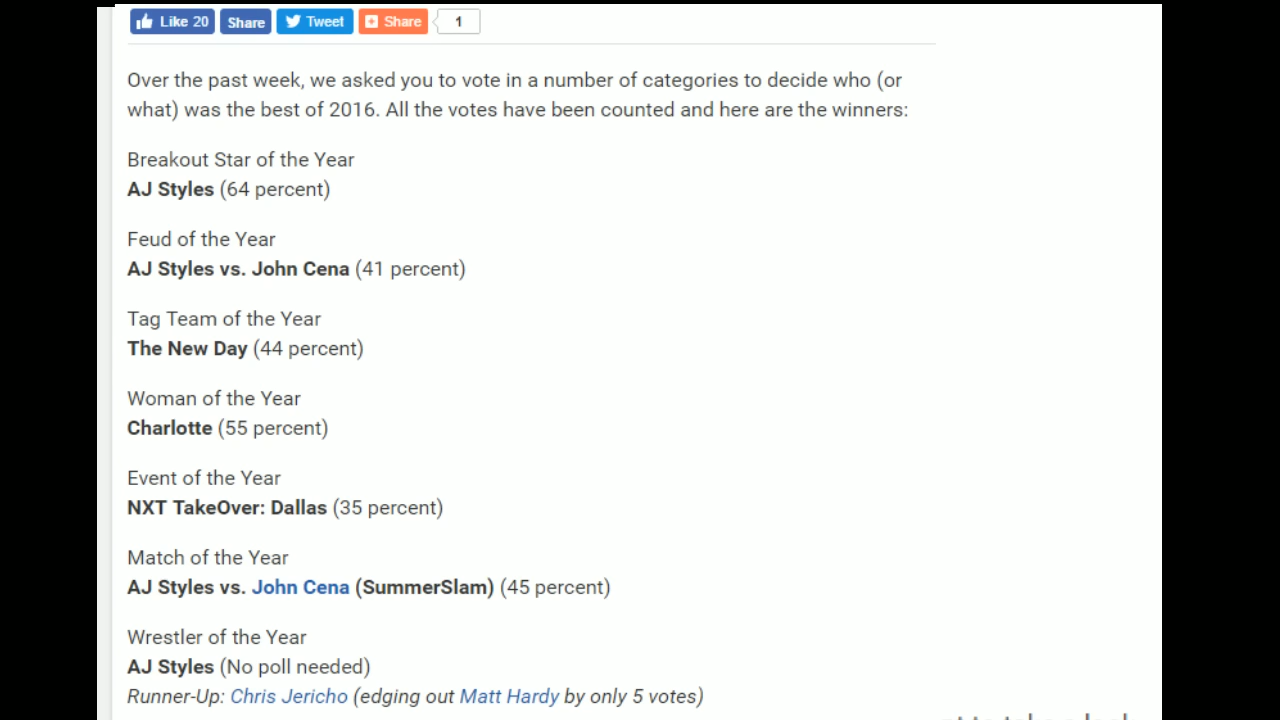 Like 20 Share Tweet Share 1
Over the past week, we asked you to vote in a number of categories to decide who (or
what) was the best of 2016. All the votes have been counted and here are the winners:
Breakout Star of the Year
AJ Styles (64 percent)
Feud of the Year
AJ Styles vs. John Cena (41 percent)
Tag Team of the Year
The New Day (44 percent)
Woman of the Year
Charlotte (55 percent)
Event of the Year
NXT TakeOver: Dallas (35 percent)
Match of the Year
AJ Styles vs. John Cena (SummerSlam) (45 percent)
Wrestler of the Year
AJ Styles (No poll needed)
Runner-Up: Chris Jericho (edging out Matt Hardy by only 5 votes)